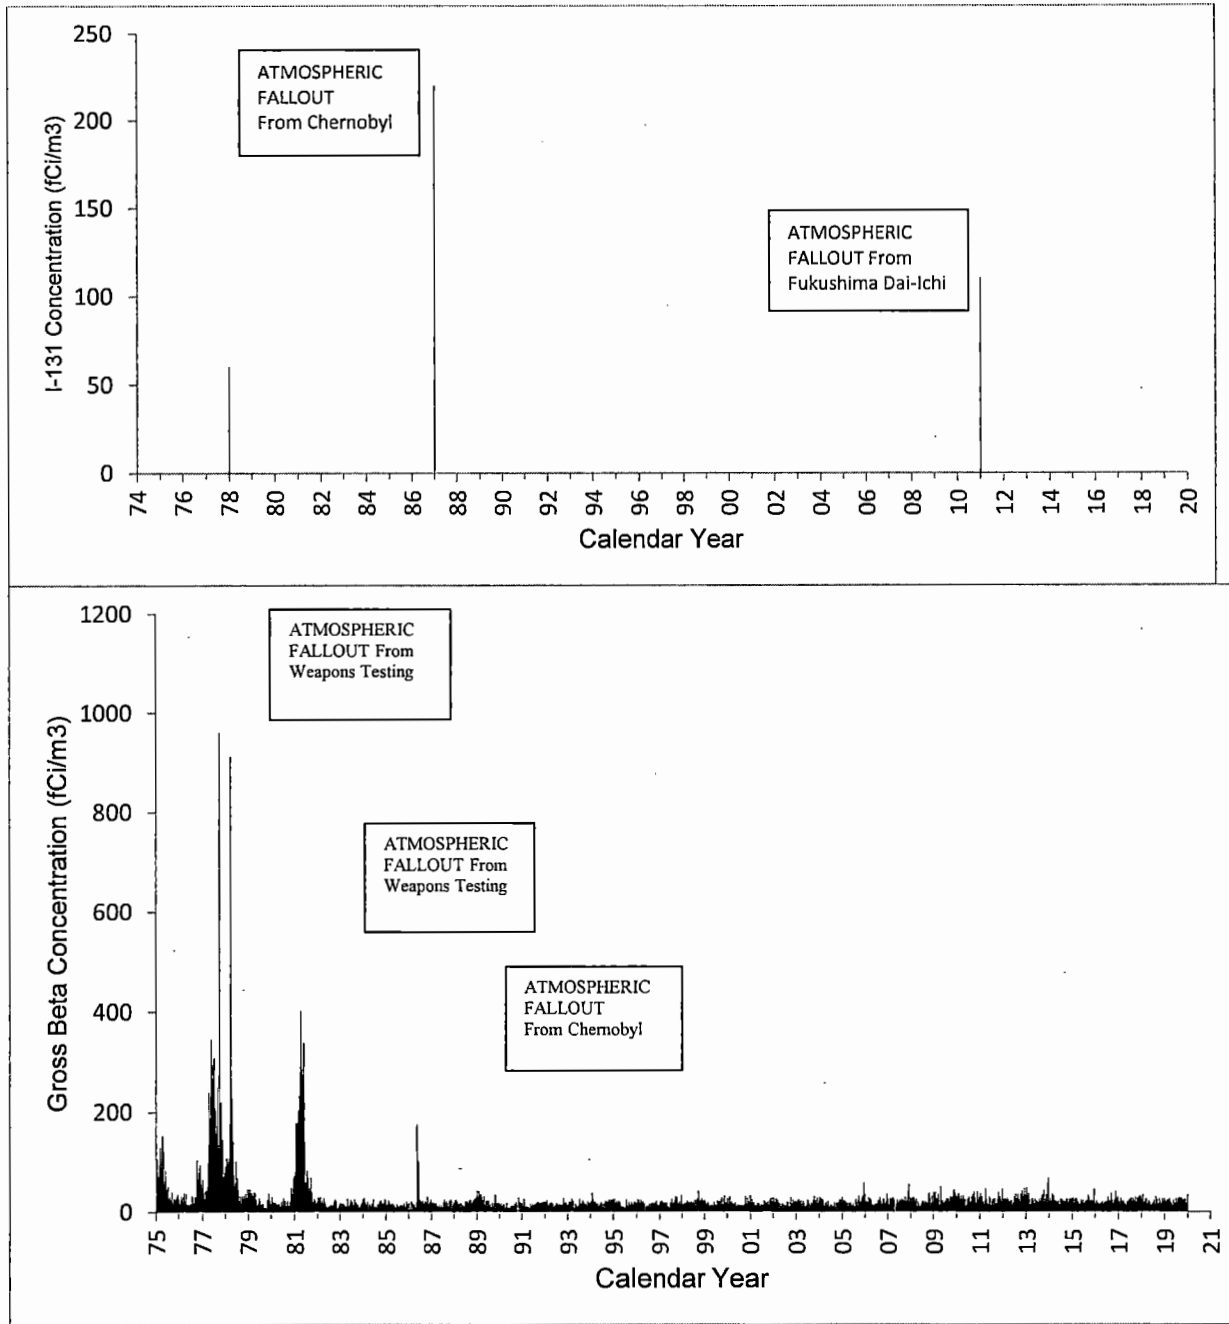 250
200
150
100
50
0
I-131 Concentration (fCi/m3)
ATMOSPHERIC
FALLOUT
From Chernobyl
ATMOSPHERIC
FALLOUT From
Fukushima Dai-Ichi
74 76 78 80 82 84 86 88 90 92 94 96 98 00 02 04 06 08 10 12 14 16 18 20
Calendar Year
1200
1000
800
600
400
200
0
Gross Beta Concentration (fCi/m3)
ATMOSPHERIC
FALLOUT From
Weapons Testing
ATMOSPHERIC
FALLOUT From
Weapons Testing
ATMOSPHERIC
FALLOUT
From Chernobyl
75 77 79 81 83 85 87 89 91 93 95 97 99 01 03 05 07 09 11 13 15 17 19 21
Calendar Year